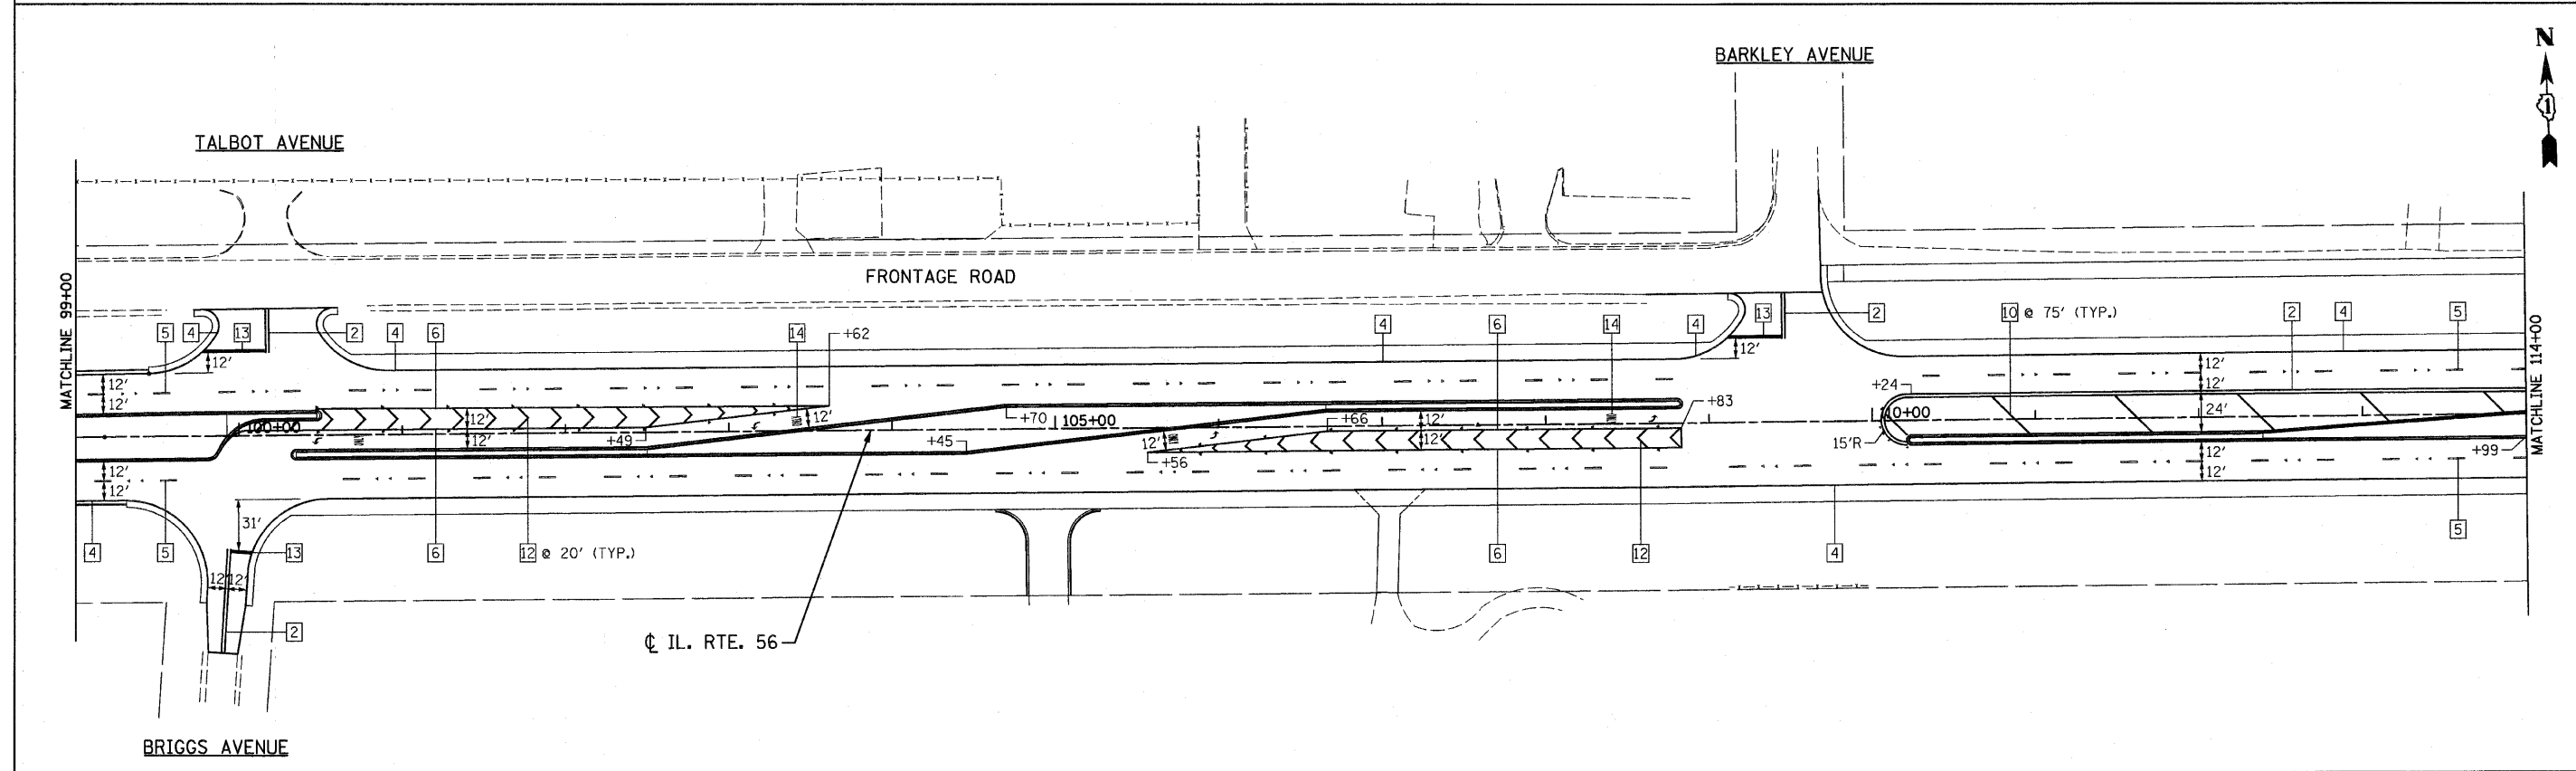 N
1
BARKLEY AVENUE
TALBOT AVENUE
FRONTAGE ROAD
MATCHLINE 99+00
MATCHLINE 114+00
5 4 13 2 4 6 14 +62 4 6 14 4 13 2 10 @ 75' (TYP.) 2 4 5
12' 12' 12'
12' 12' +24 12' 12'
12' 12' +70 105+00 +66 12' +83 110+00 24'
100+00 12' +49 +45 12' 12' 15'R
+56 +99
12' 12' 12' 12'
31'
4 5 13 6 12 @ 20' (TYP.) 6 12 4 5
12' 12'
2
℄ IL. RTE. 56
BRIGGS AVENUE